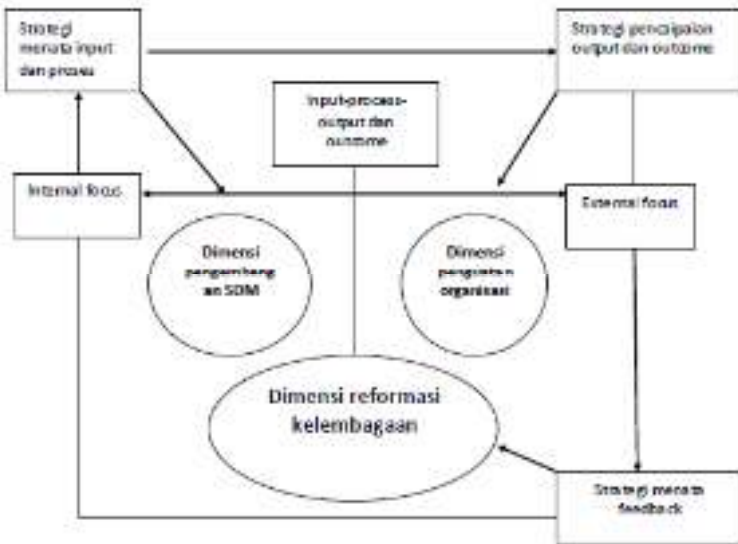 Strategi
menata input
dan proses
Strategi pencapaian
output dan outcome
Input-process-
output dan
outcome
Internal focus
External focus
Dimensi
pengembang
an SDM
Dimensi
penguatan
organisasi
Dimensi reformasi
kelembagaan
Strategi menata
feedback